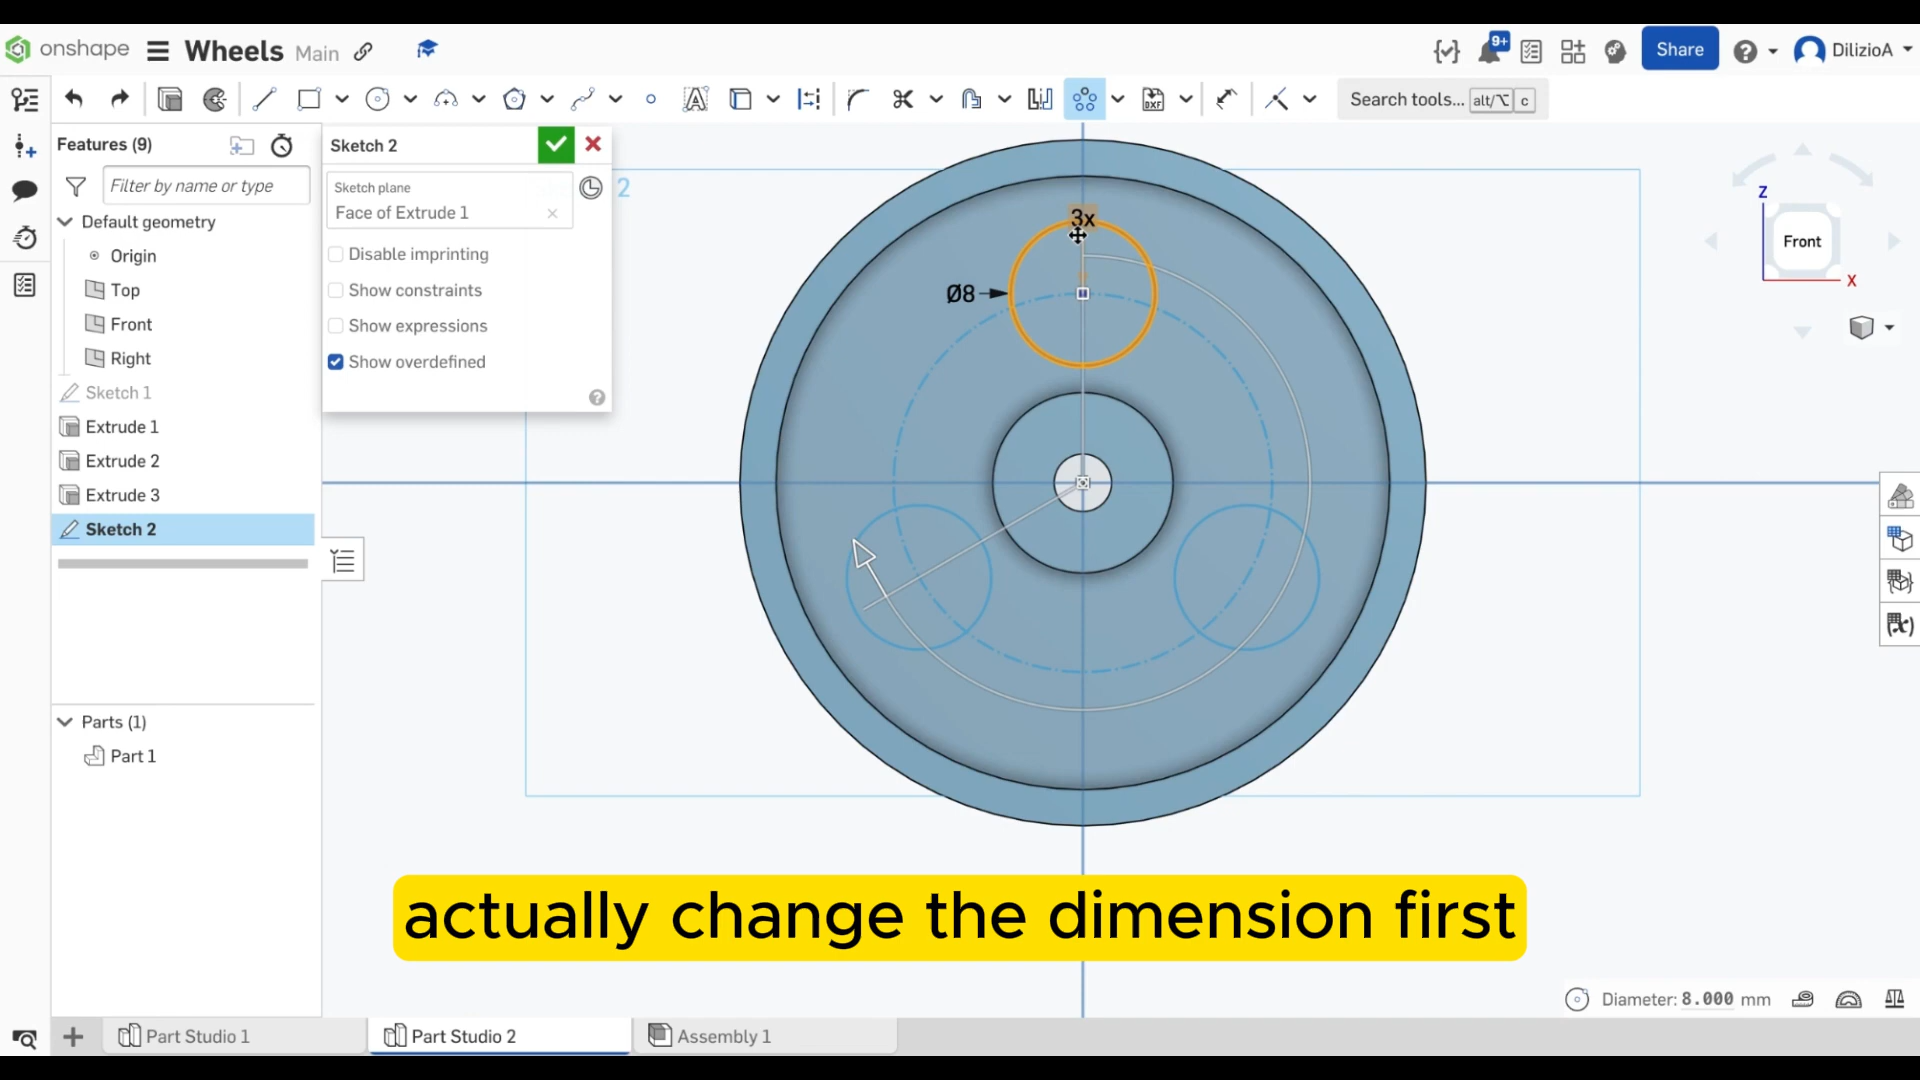 onshape Wheels Main 9+ Share DilizioA
DXF Search tools... alt/⌥ c
Features (9)
Filter by name or type
Default geometry
Origin
Top
Front
Right
Sketch 1
Extrude 1
Extrude 2
Extrude 3
Sketch 2
Parts (1)
Part 1
Sketch 2
Sketch plane
Face of Extrude 1
Disable imprinting
Show constraints
Show expressions
Show overdefined
2
3x
Ø8
Z
Front
X
actually change the dimension first
Diameter: 8.000 mm
Part Studio 1
Part Studio 2
Assembly 1